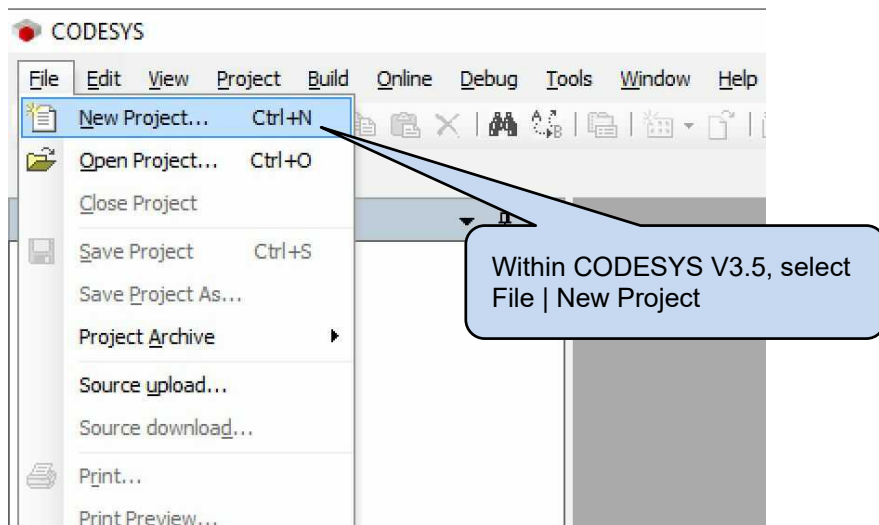 CODESYS
File Edit View Project Build Online Debug Tools Window Help
New Project... Ctrl+N
Open Project... Ctrl+O
Close Project
Save Project Ctrl+S
Save Project As...
Project Archive
Source upload...
Source download...
Print...
Print Preview...
Within CODESYS V3.5, select
File | New Project